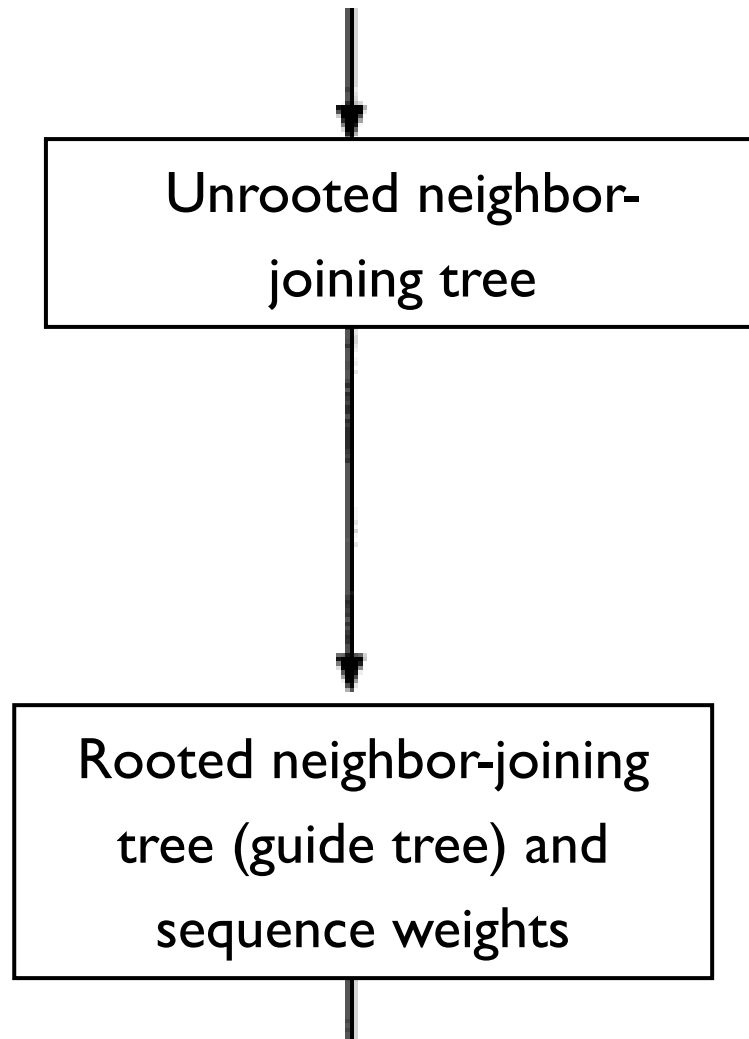 Unrooted neighbor-
joining tree
Rooted neighbor-joining
tree (guide tree) and
sequence weights